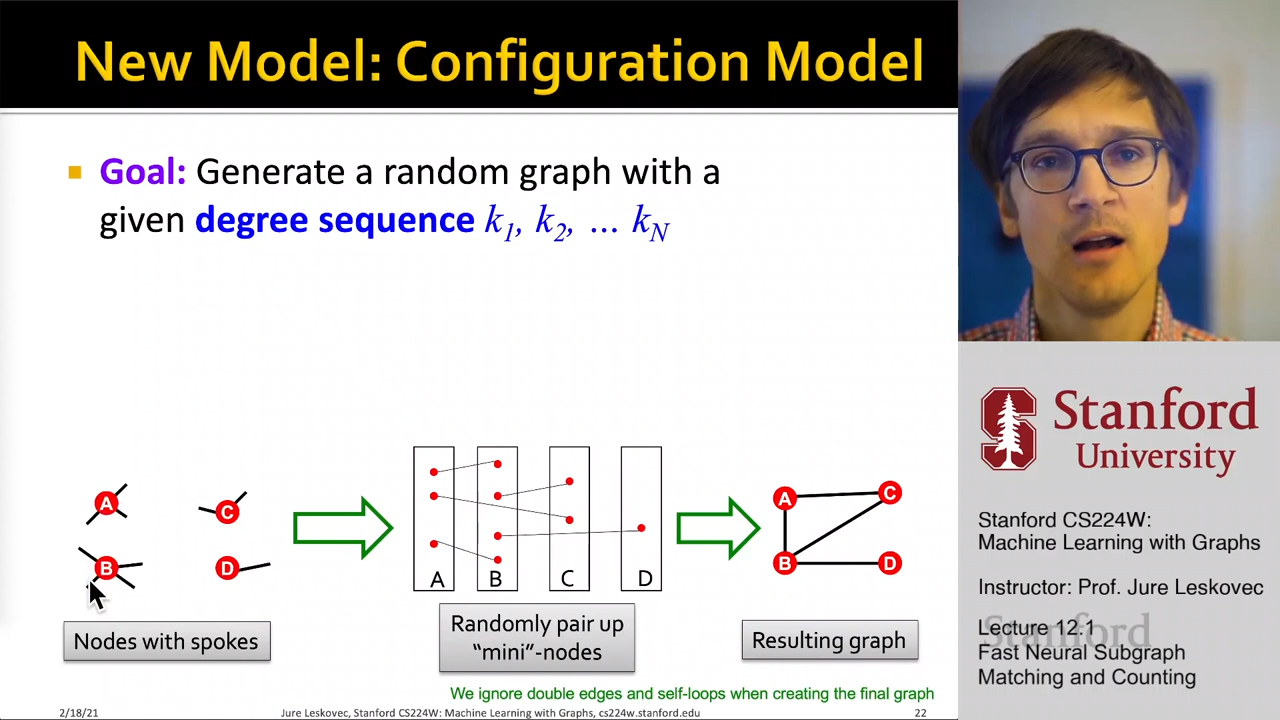 New Model: Configuration Model
Goal: Generate a random graph with a
given degree sequence k1, k2, ... kN
A
C
B
D
Nodes with spokes
A
B
C
D
Randomly pair up
"mini"-nodes
A
C
B
D
Resulting graph
We ignore double edges and self-loops when creating the final graph
2/18/21
Jure Leskovec, Stanford CS224W: Machine Learning with Graphs, cs224w.stanford.edu
22
S
Stanford
University
Stanford CS224W:
Machine Learning with Graphs
Instructor: Prof. Jure Leskovec
Stanford
Lecture 12.1
Fast Neural Subgraph
Matching and Counting